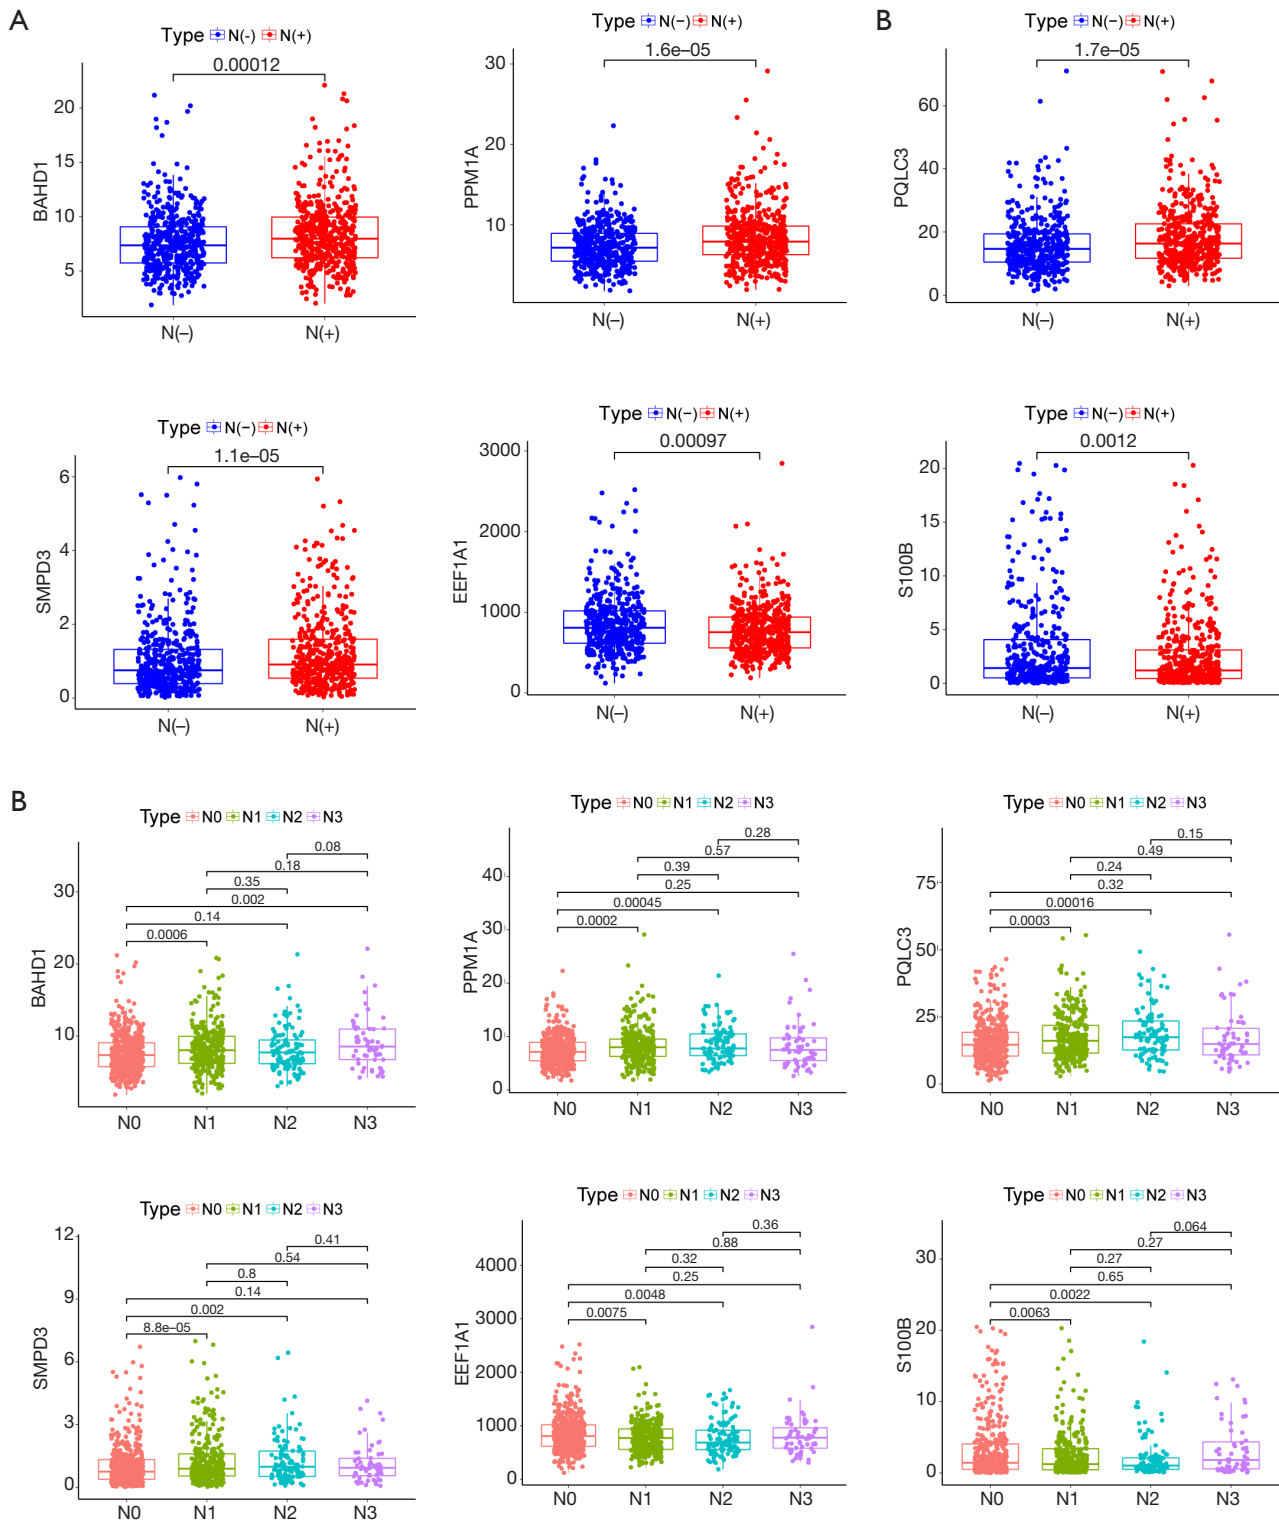 A
B
Type N(-) N(+)
0.00012
BAHD1
20
15
10
5
N(−)
N(+)
Type N(−) N(+)
1.6e−05
PPM1A
30
20
10
N(−)
N(+)
Type N(−) N(+)
1.7e−05
PQLC3
60
40
20
0
N(−)
N(+)
Type N(−) N(+)
1.1e−05
SMPD3
6
4
2
0
N(−)
N(+)
Type N(−) N(+)
0.00097
EEF1A1
3000
2000
1000
0
N(−)
N(+)
Type N(−) N(+)
0.0012
S100B
20
15
10
5
0
N(−)
N(+)
B
Type N0 N1 N2 N3
0.08
0.18
0.35
0.002
0.14
0.0006
BAHD1
30
20
10
N0 N1 N2 N3
Type N0 N1 N2 N3
0.28
0.57
0.39
0.25
0.00045
0.0002
PPM1A
40
30
20
10
0
N0 N1 N2 N3
Type N0 N1 N2 N3
0.15
0.49
0.24
0.32
0.00016
0.0003
PQLC3
75
50
25
0
N0 N1 N2 N3
Type N0 N1 N2 N3
0.41
0.54
0.8
0.14
0.002
8.8e−05
SMPD3
12
9
6
3
0
N0 N1 N2 N3
Type N0 N1 N2 N3
0.36
0.88
0.32
0.25
0.0048
0.0075
EEF1A1
4000
3000
2000
1000
0
N0 N1 N2 N3
Type N0 N1 N2 N3
0.064
0.27
0.27
0.65
0.0022
0.0063
S100B
30
20
10
0
N0 N1 N2 N3